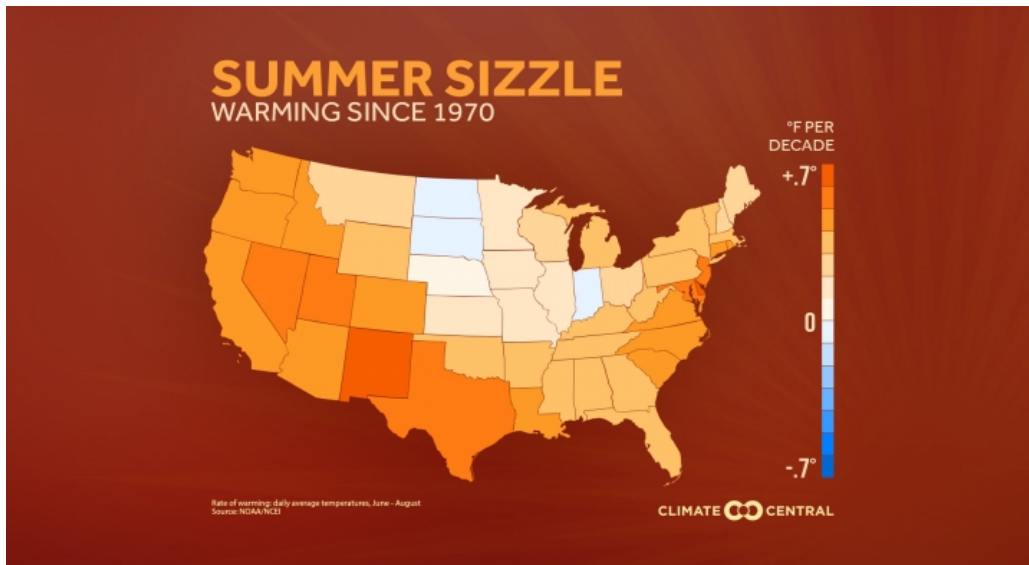 SUMMER SIZZLE
WARMING SINCE 1970
°F PER
DECADE
+.7°
0
-.7°
Rate of warming: daily average temperatures, June - August
Source: NOAA/NCEI
CLIMATE CENTRAL